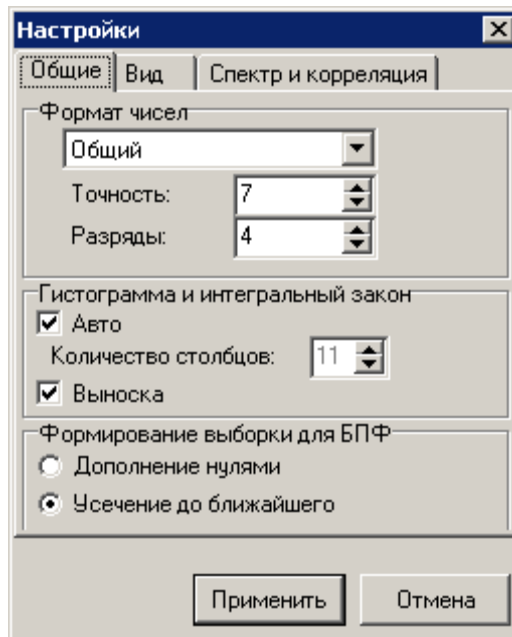 Настройки
Общие Вид Спектр и корреляция
Формат чисел
Общий
Точность: 7
Разряды: 4
Гистограмма и интегральный закон
Авто
Количество столбцов: 11
Выноска
Формирование выборки для БПФ
Дополнение нулями
Усечение до ближайшего
Применить Отмена